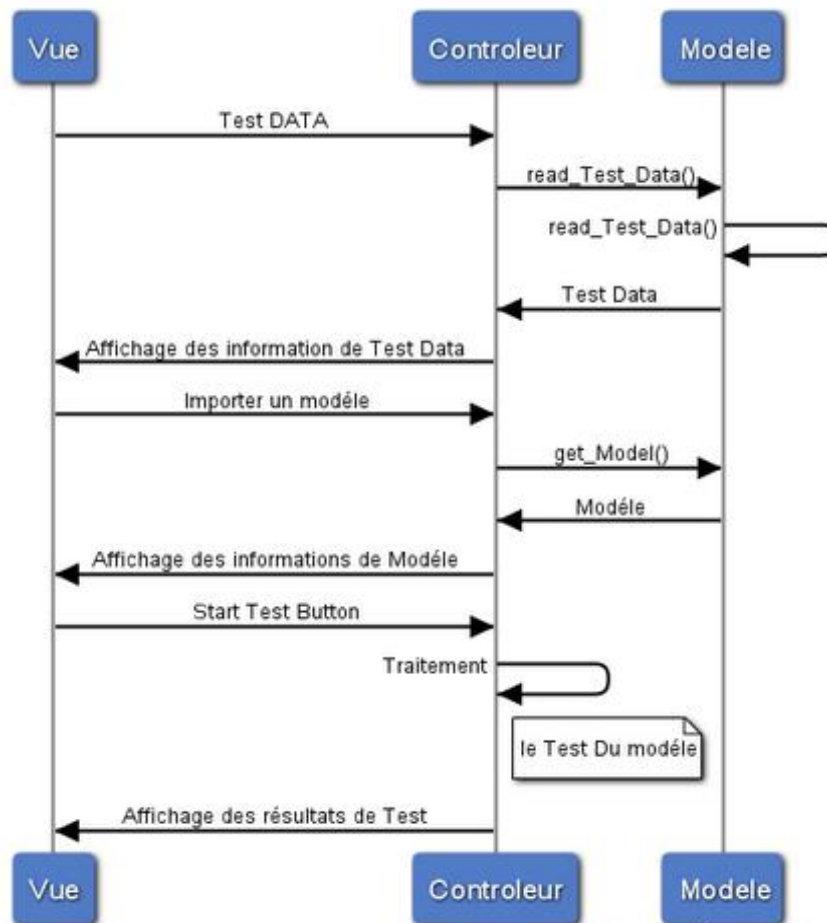 Vue
Controleur
Modele
Test DATA
read_Test_Data()
read_Test_Data()
Test Data
Affichage des information de Test Data
Importer un modéle
get_Model()
Modéle
Affichage des informations de Modéle
Start Test Button
Traitement
le Test Du modéle
Affichage des résultats de Test
Vue
Controleur
Modele